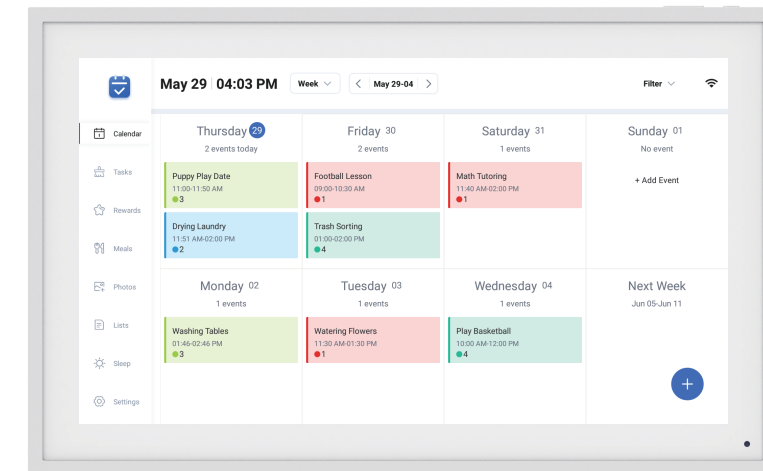 May 29 04:03 PM Week May 29-04 Filter
Calendar
Tasks
Rewards
Meals
Photos
Lists
Sleep
Settings
Thursday 29
2 events today
Puppy Play Date
11:00-11:50 AM
3
Drying Laundry
11:51 AM-02:00 PM
2
Friday 30
2 events
Football Lesson
09:00-10:30 AM
1
Trash Sorting
01:00-02:00 PM
4
Saturday 31
1 events
Math Tutoring
11:40 AM-02:00 PM
1
Sunday 01
No event
+ Add Event
Monday 02
1 events
Washing Tables
01:46-02:46 PM
3
Tuesday 03
1 events
Watering Flowers
11:30 AM-01:30 PM
1
Wednesday 04
1 events
Play Basketball
10:00 AM-12:00 PM
4
Next Week
Jun 05-Jun 11
+